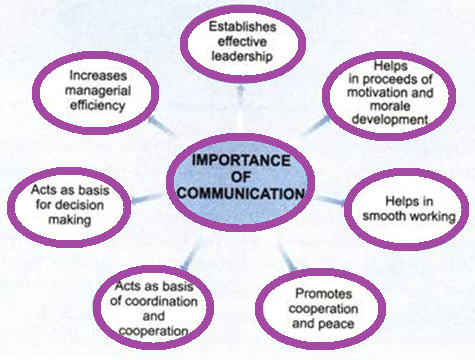 Establishes
effective
leadership
Helps
in proceeds of
motivation and
morale
development
Helps in
smooth working
Promotes
cooperation
and peace
Acts as basis
of coordination
and
cooperation
Acts as basis
for decision
making
Increases
managerial
efficiency
IMPORTANCE
OF
COMMUNICATION